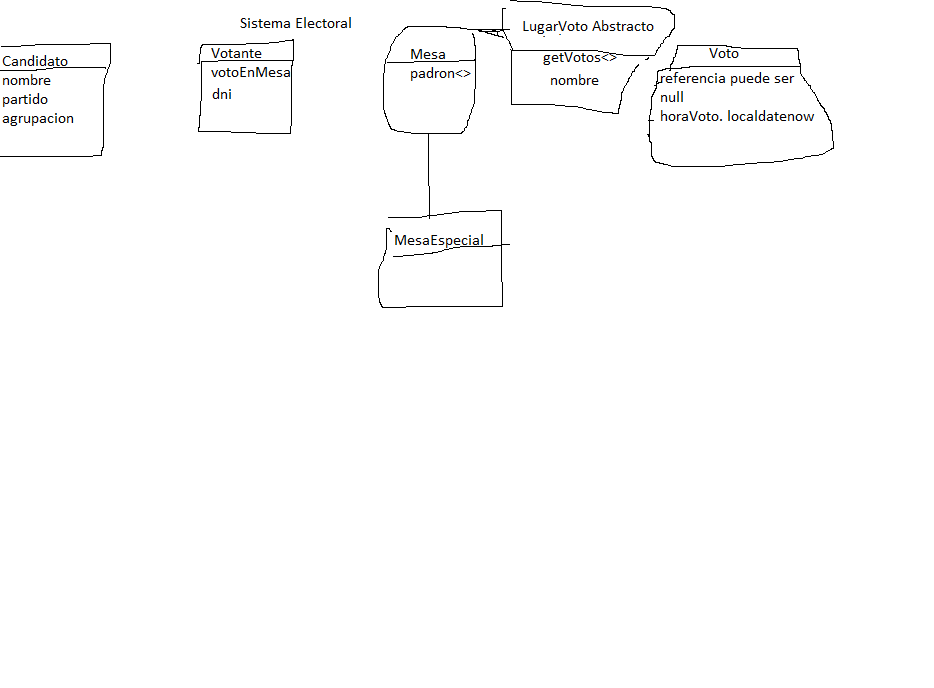 Sistema Electoral
Candidato
nombre
partido
agrupacion
Votante
votoEnMesa
dni
Mesa
padron<>
LugarVoto Abstracto
getVotos<>
nombre
Voto
referencia puede ser
null
horaVoto. localdatenow
MesaEspecial